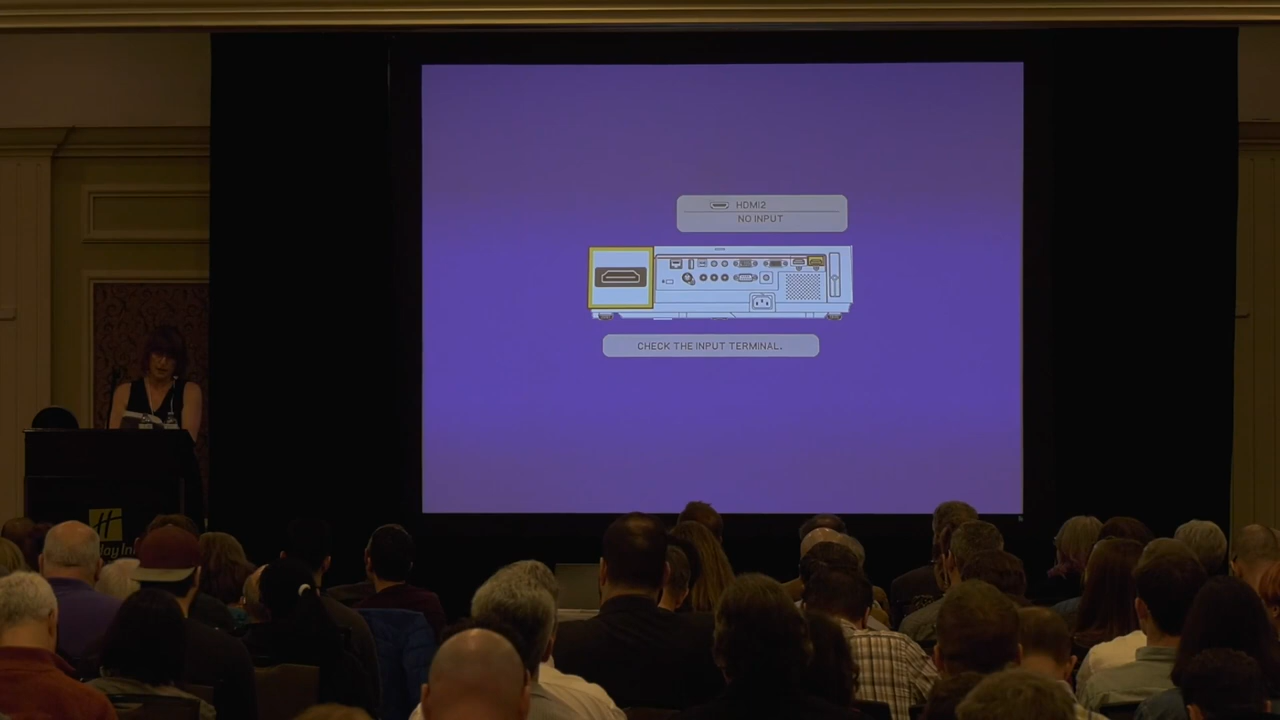 HDMI2
NO INPUT
CHECK THE INPUT TERMINAL.